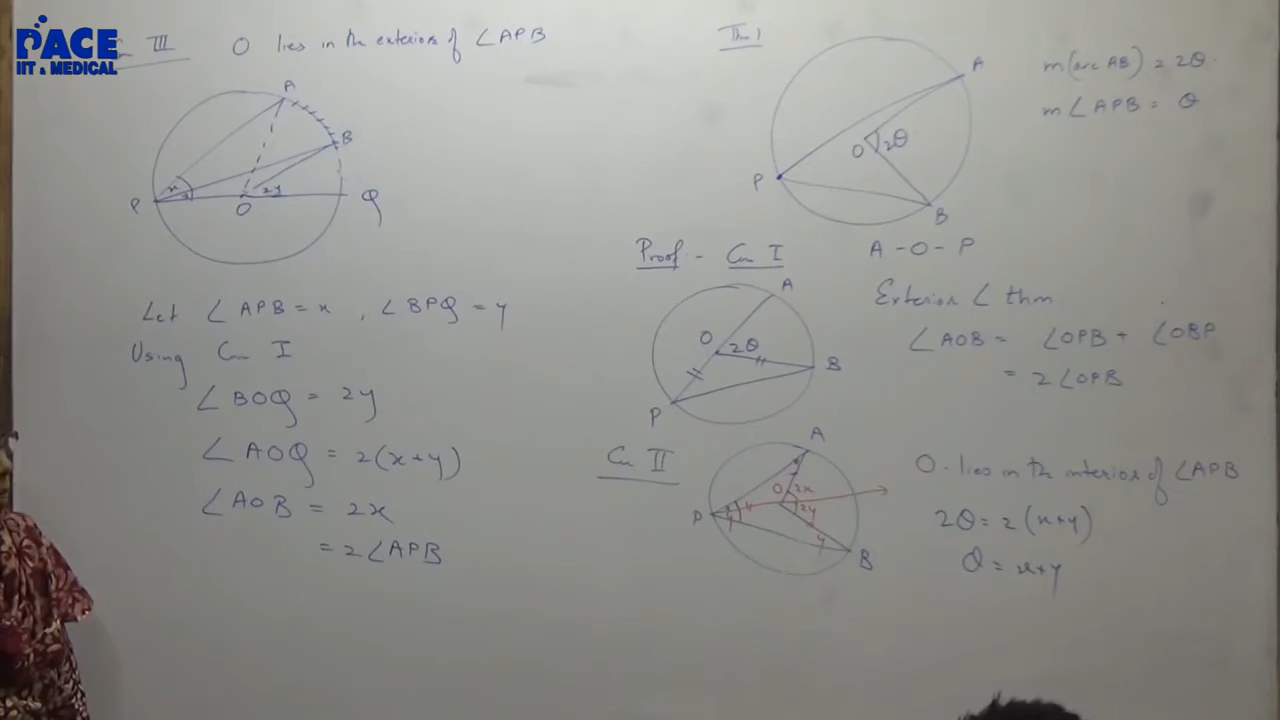 PACE
IIT & MEDICAL
III O lies in the exterior of ∠APB
A
B
P
x
2y
O
Q
Let ∠APB = x , ∠BPQ = y
Using Case I
∠BOQ = 2y
∠AOQ = 2(x+y)
∠AOB = 2x
= 2∠APB
Th 1
A
m(arc AB) = 2θ
m∠APB = θ
O 2θ
P
B
Proof - Case I A - O - P
A
O 2θ
B
P
Exterior ∠ thm
∠AOB = ∠OPB + ∠OBP
= 2∠OPB
Case II
A
x
O 2x
2y
P x
y
y
B
O lies in the interior of ∠APB
2θ = 2(x+y)
θ = x+y